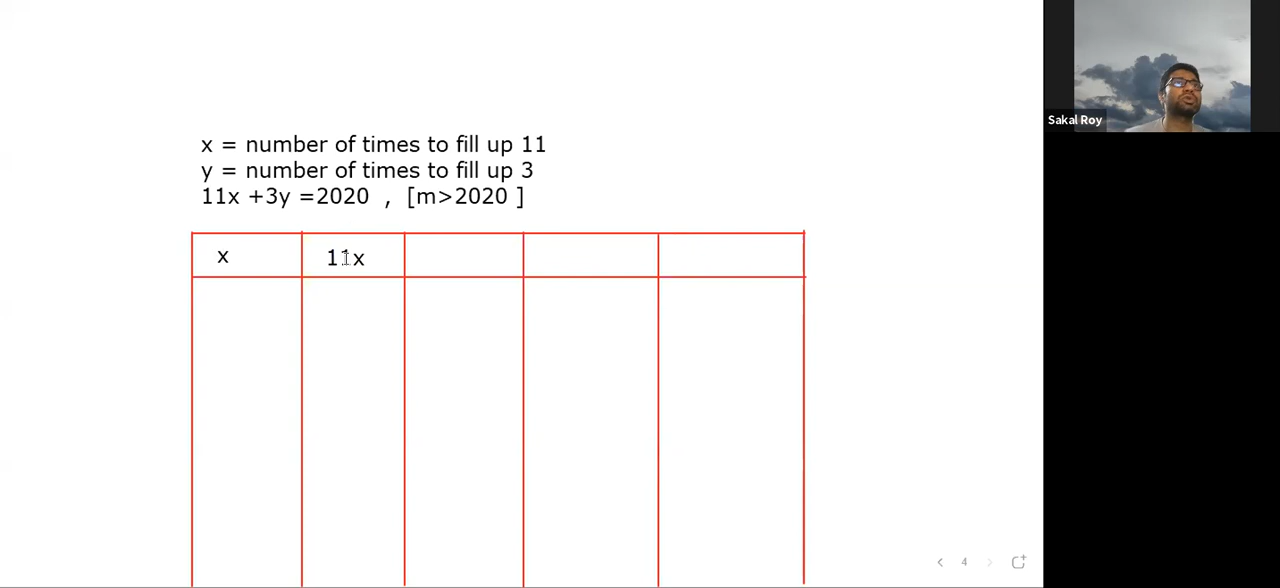 x = number of times to fill up 11
y = number of times to fill up 3
11x +3y =2020 , [m>2020 ]
x 11x
4
Sakal Roy